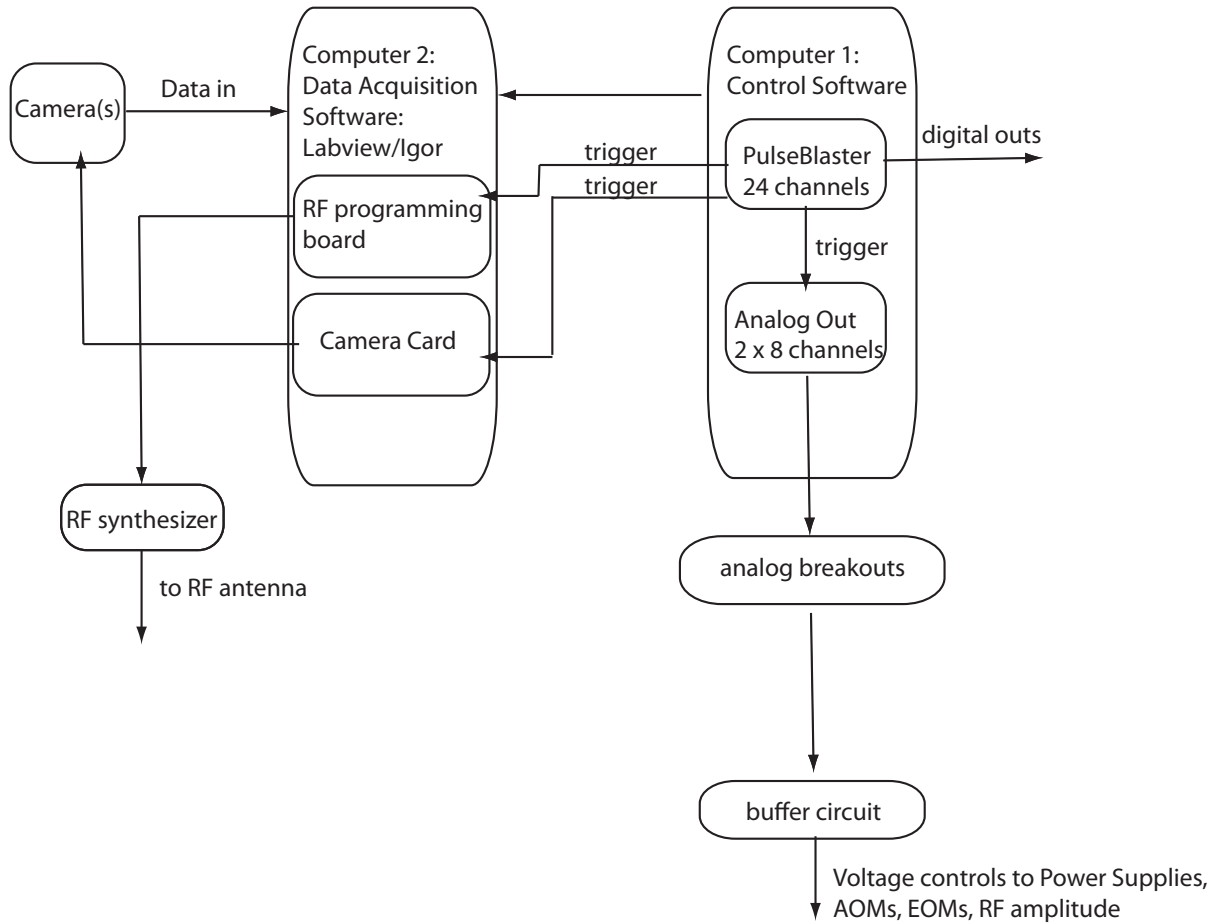 Computer 2:
Data Acquisition
Software:
Labview/Igor
Computer 1:
Control Software
Camera(s)
Data in
digital outs
trigger
trigger
PulseBlaster
24 channels
RF programming
board
trigger
Analog Out
2 x 8 channels
Camera Card
RF synthesizer
analog breakouts
to RF antenna
buffer circuit
Voltage controls to Power Supplies,
AOMs, EOMs, RF amplitude